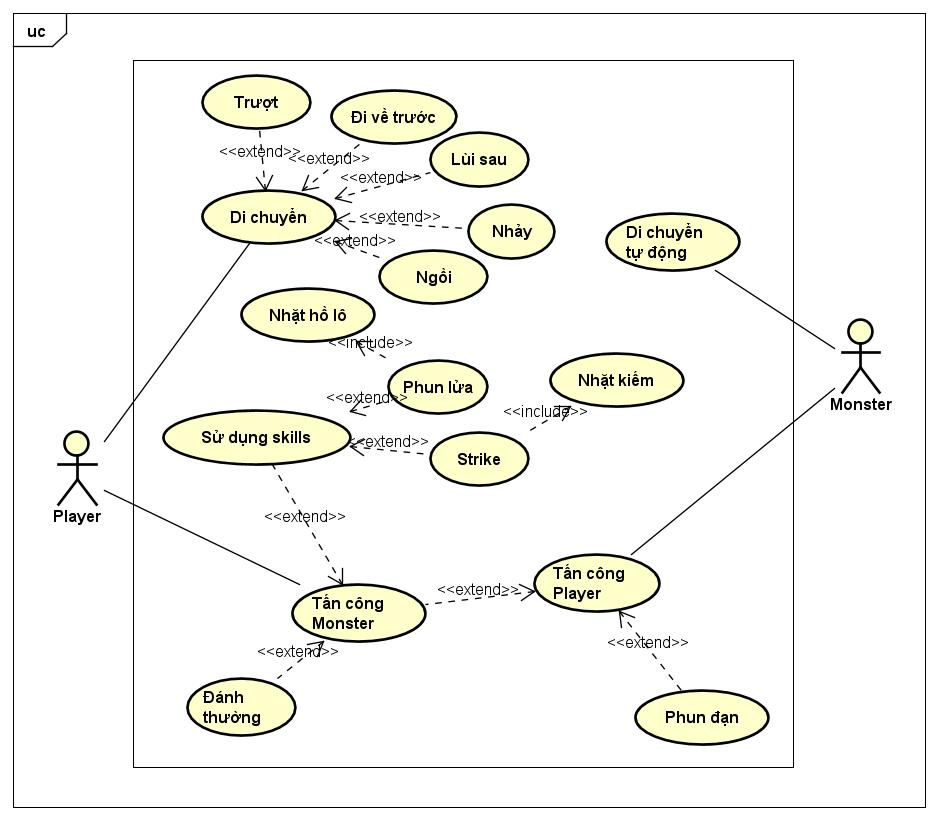 uc
Trượt
Đi về trước
<<extend>>
<<extend>>
Lùi sau
<<extend>>
Di chuyển
<<extend>>
Nhảy
<<extend>>
Ngồi
Di chuyển
tự động
Nhặt hồ lô
<<include>>
Phun lửa
<<extend>>
Nhặt kiếm
<<include>>
Monster
Sử dụng skills
<<extend>>
Strike
Player
<<extend>>
Tấn công
Monster
<<extend>>
Tấn công
Player
<<extend>>
<<extend>>
Đánh
thường
Phun đạn